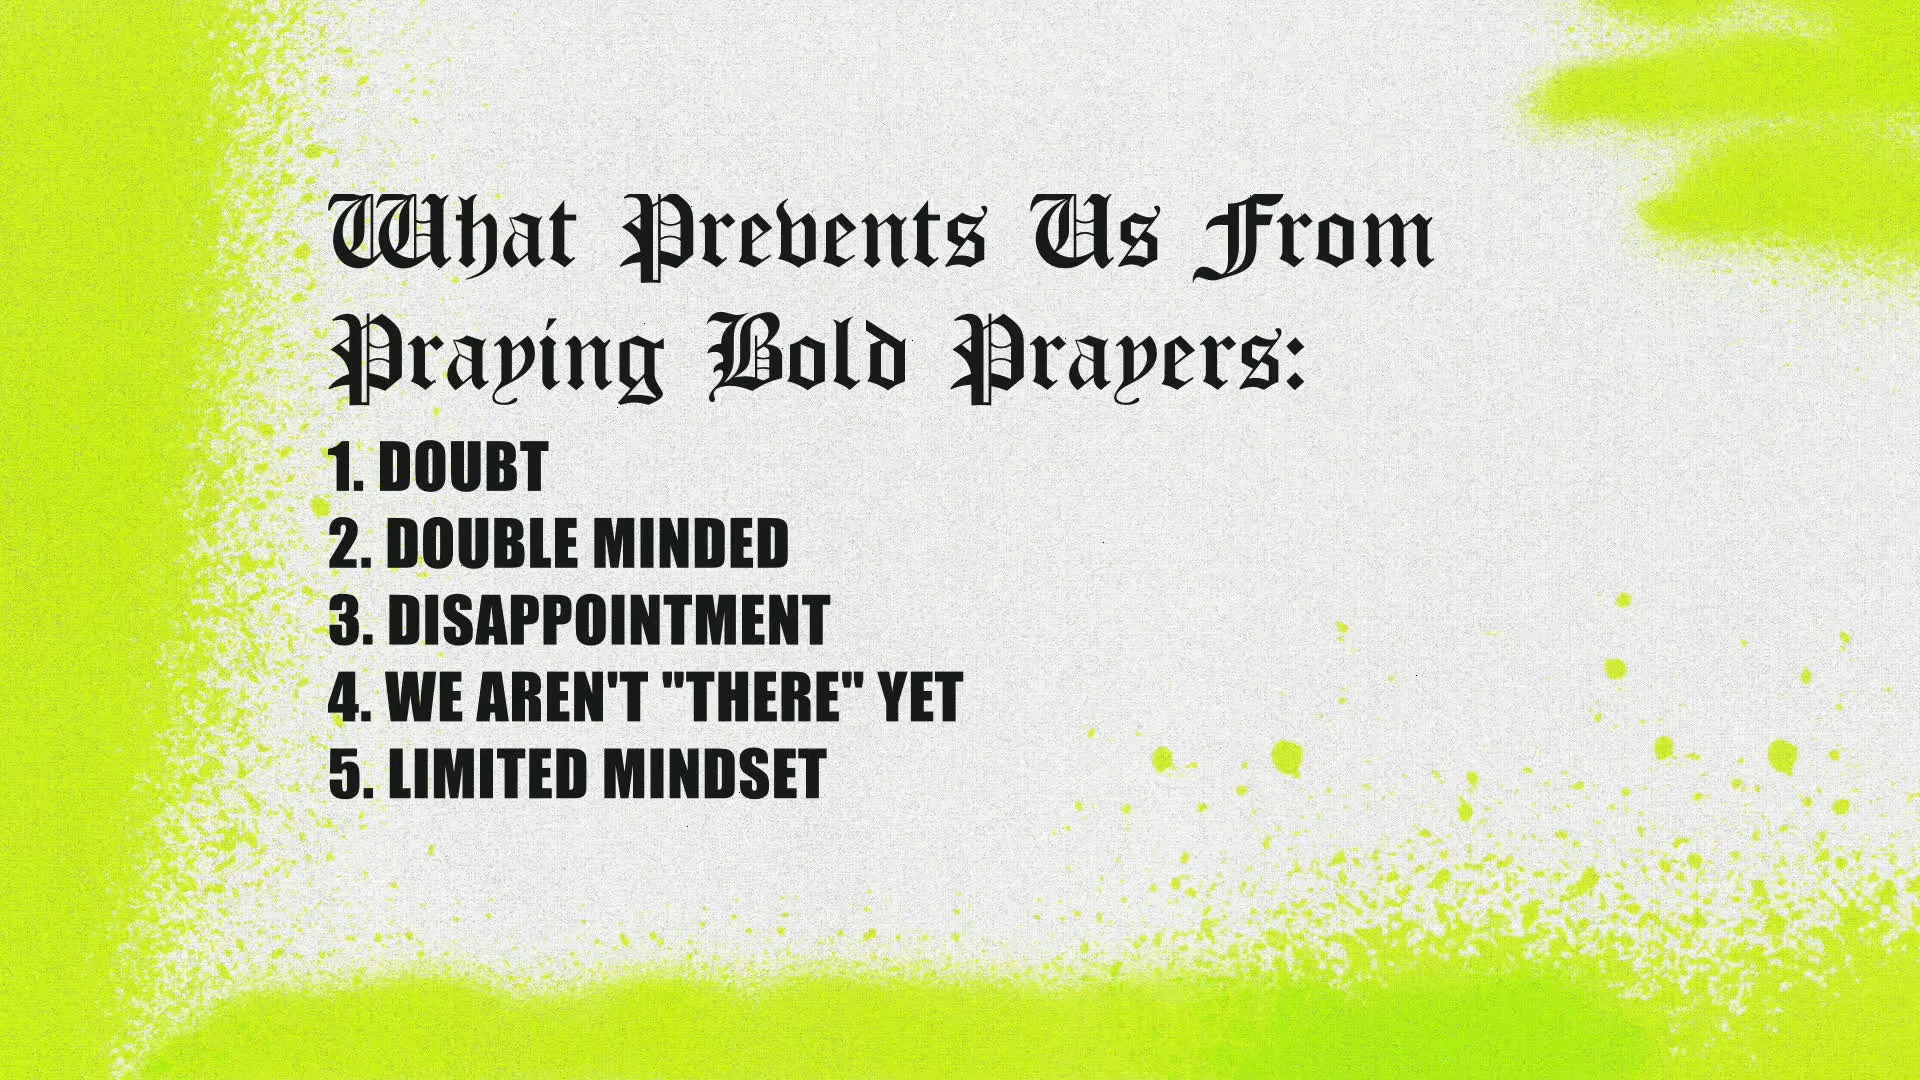 What Prevents Us From
Praying Bold Prayers:
1. DOUBT
2. DOUBLE MINDED
3. DISAPPOINTMENT
4. WE AREN'T "THERE" YET
5. LIMITED MINDSET